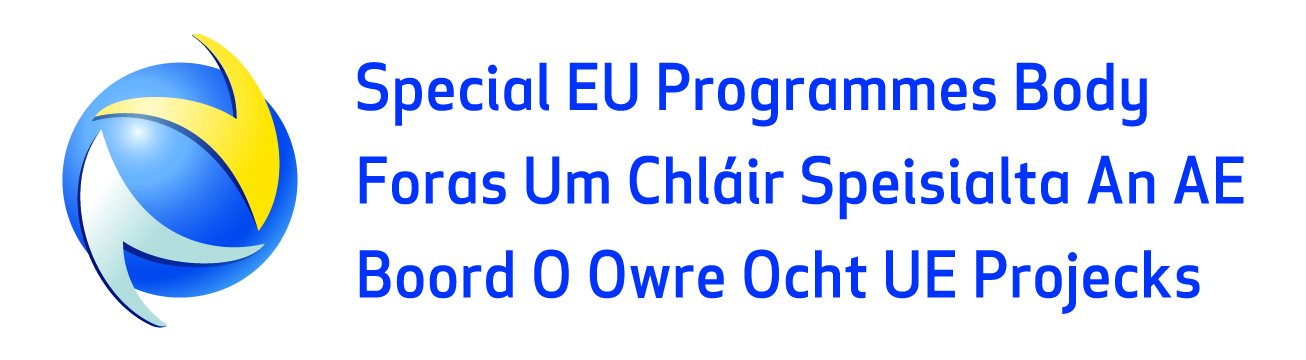 Special EU Programmes Body
Foras Um Chláir Speisialta An AE
Boord O Owre Ocht UE Projecks